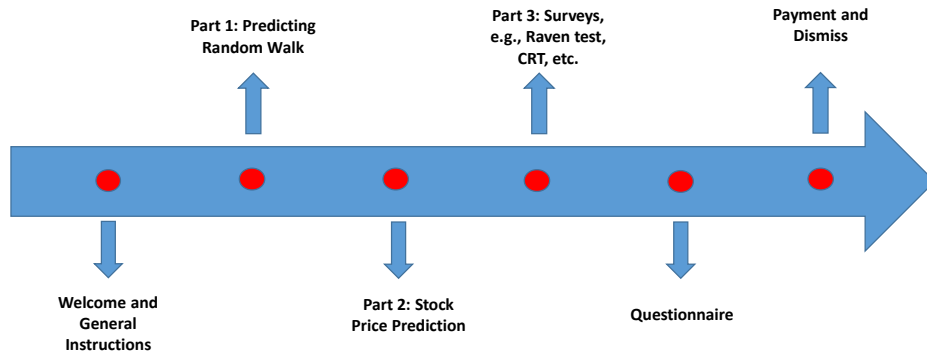 Part 1: Predicting
Random Walk
Part 3: Surveys,
e.g., Raven test,
CRT, etc.
Payment and
Dismiss
Welcome and
General
Instructions
Part 2: Stock
Price Prediction
Questionnaire